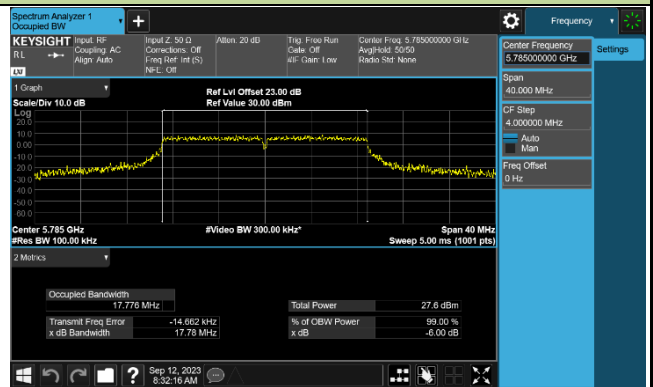 Spectrum Analyzer 1
Occupied BW
Frequency
KEYSIGHT
Input: RF
Input Z: 50 Ω
Atten: 20 dB
Trig: Free Run
Center Freq: 5.785000000 GHz
R L
Coupling: AC
Corrections: Off
Gate: Off
Avg|Hold: 50/50
Align: Auto
Freq Ref: Int (S)
#IF Gain: Low
Radio Std: None
NFE: Off
LXI
Center Frequency
5.785000000 GHz
Settings
Span
40.000 MHz
CF Step
4.000000 MHz
Auto
Man
Freq Offset
0 Hz
1 Graph
Ref Lvl Offset 23.00 dB
Scale/Div 10.0 dB
Ref Value 30.00 dBm
Log
20.0
10.0
0.00
-10.0
-20.0
-30.0
-40.0
-50.0
-60.0
Center 5.785 GHz
#Video BW 300.00 kHz*
Span 40 MHz
#Res BW 100.00 kHz
Sweep 5.00 ms (1001 pts)
2 Metrics
Occupied Bandwidth
17.776 MHz
Total Power
27.6 dBm
Transmit Freq Error
-14.662 kHz
% of OBW Power
99.00 %
x dB Bandwidth
17.78 MHz
x dB
-6.00 dB
Sep 12, 2023
8:32:16 AM